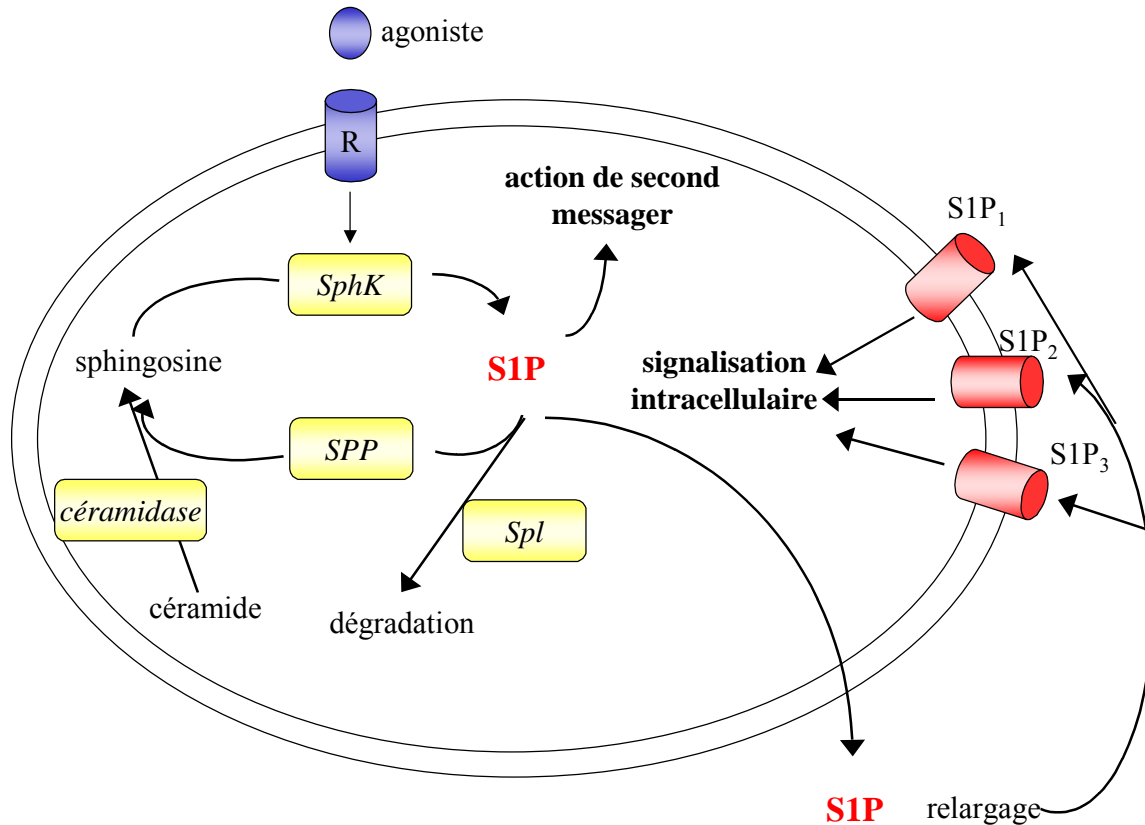 agoniste
R
action de second
messager
S1P₁
SphK
sphingosine
S1P
signalisation
intracellulaire
S1P₂
SPP
S1P₃
céramidase
Spl
céramide
dégradation
S1P relargage